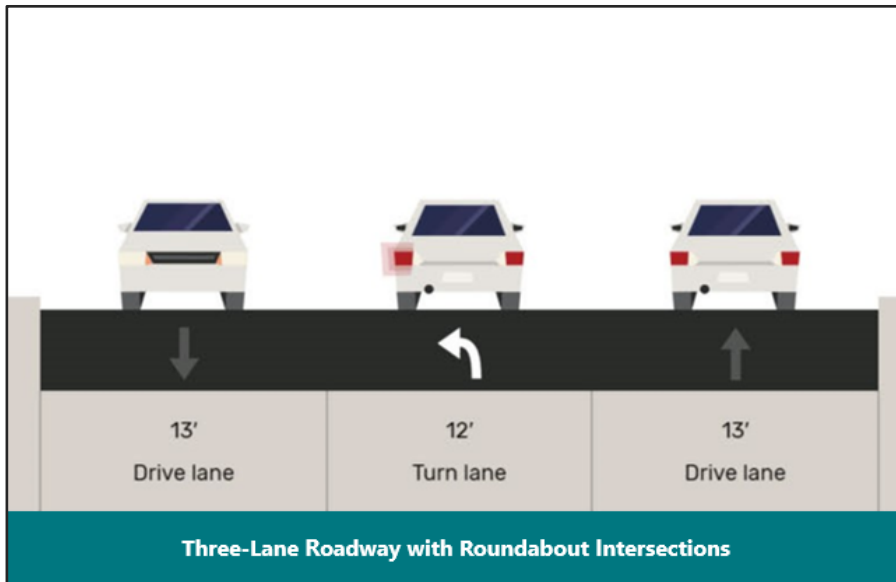 13′
Drive lane
12′
Turn lane
13′
Drive lane
Three-Lane Roadway with Roundabout Intersections